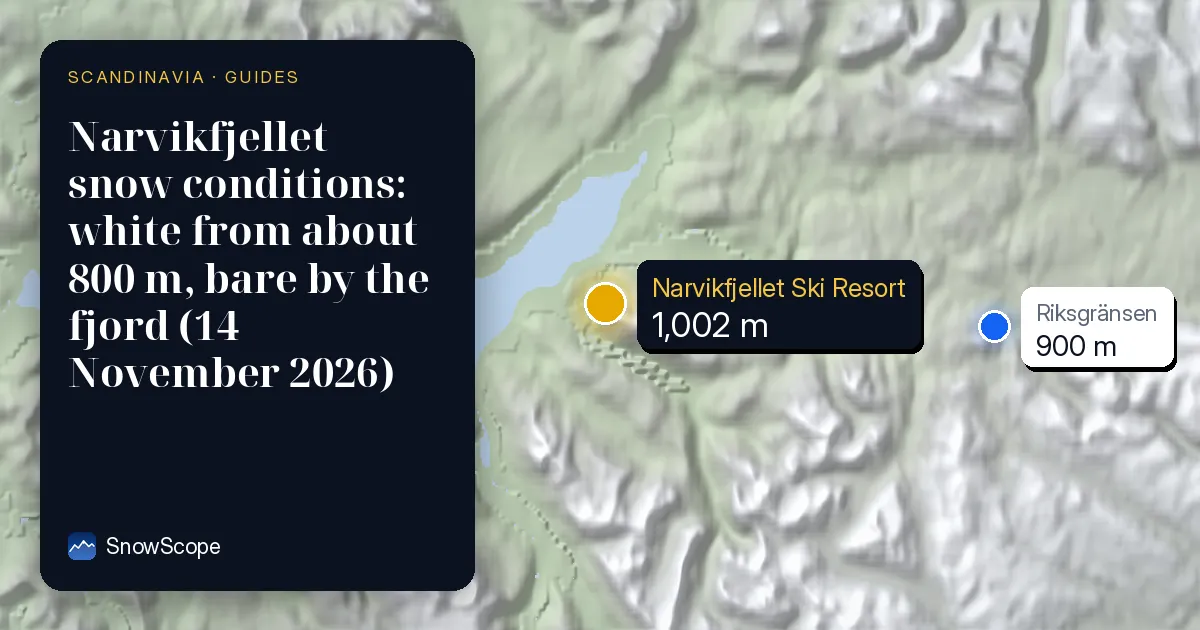 SCANDINAVIA · GUIDES
Narvikfjellet
snow conditions:
white from about
800 m, bare by the
fjord (14
November 2026)
SnowScope
Narvikfjellet Ski Resort
1,002 m
Riksgränsen
900 m